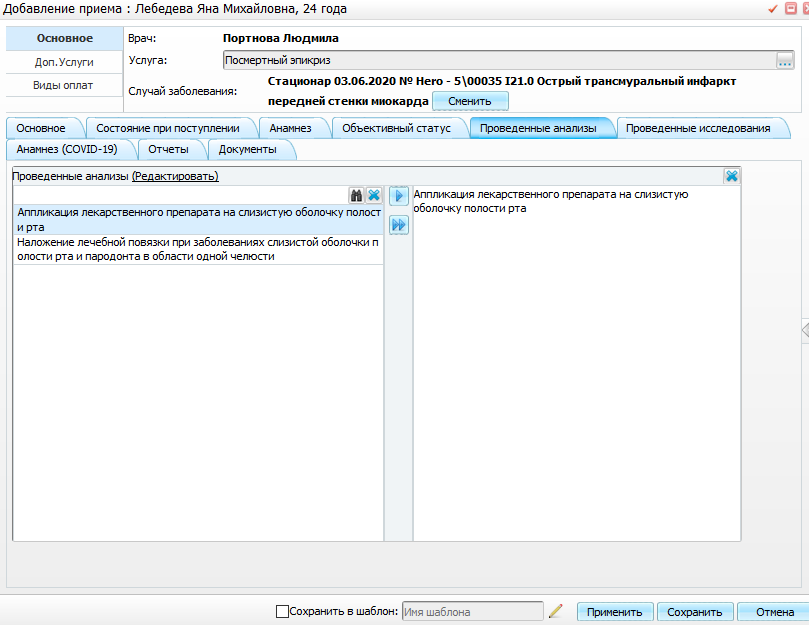 Добавление приема : Лебедева Яна Михайловна, 24 года
Основное
Доп.Услуги
Виды оплат
Врач: Портнова Людмила
Услуга: Посмертный эпикриз ...
Случай заболевания: Стационар 03.06.2020 № Hero - 5\00035 I21.0 Острый трансмуральный инфаркт
передней стенки миокарда Сменить
Основное Состояние при поступлении Анамнез Объективный статус Проведенные анализы Проведенные исследования
Анамнез (COVID-19) Отчеты Документы
Проведенные анализы (Редактировать)
Аппликация лекарственного препарата на слизистую оболочку полост
и рта
Наложение лечебной повязки при заболеваниях слизистой оболочки п
олости рта и пародонта в области одной челюсти
Аппликация лекарственного препарата на слизистую
оболочку полости рта
Сохранить в шаблон: Имя шаблона Применить Сохранить Отмена